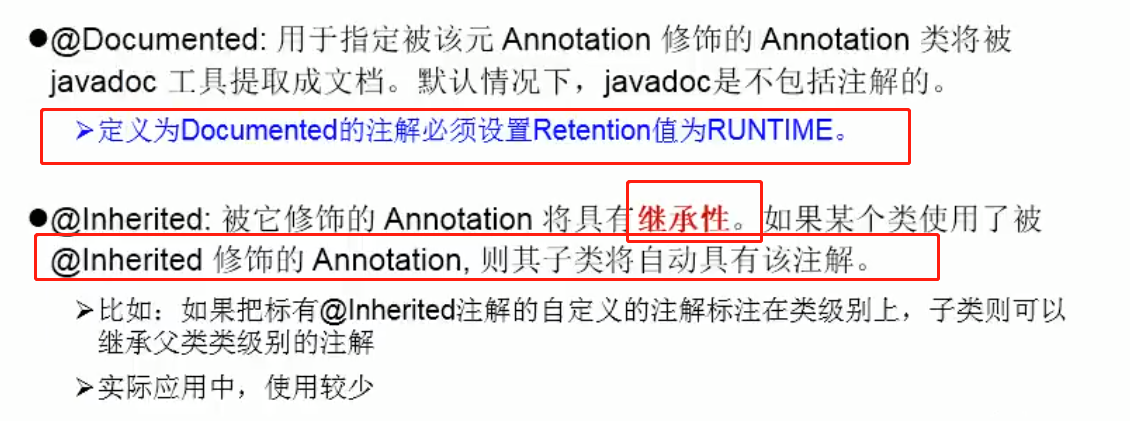 ●@Documented: 用于指定被该元 Annotation 修饰的 Annotation 类将被
javadoc 工具提取成文档。默认情况下，javadoc是不包括注解的。
➢定义为Documented的注解必须设置Retention值为RUNTIME。
●@Inherited: 被它修饰的 Annotation 将具有继承性。如果某个类使用了被
@Inherited 修饰的 Annotation, 则其子类将自动具有该注解。
➢比如：如果把标有@Inherited注解的自定义的注解标注在类级别上，子类则可以
继承父类类级别的注解
➢实际应用中，使用较少